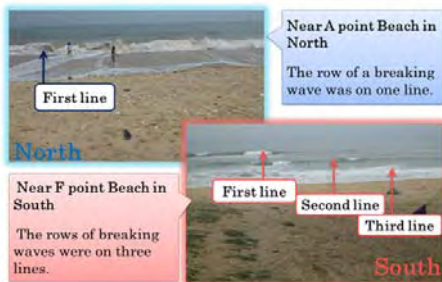 Near A point Beach in
North
The row of a breaking
wave was on one line.
First line
North
Near F point Beach in
South
The rows of breaking
waves were on three
lines.
First line
Second line
Third line
South